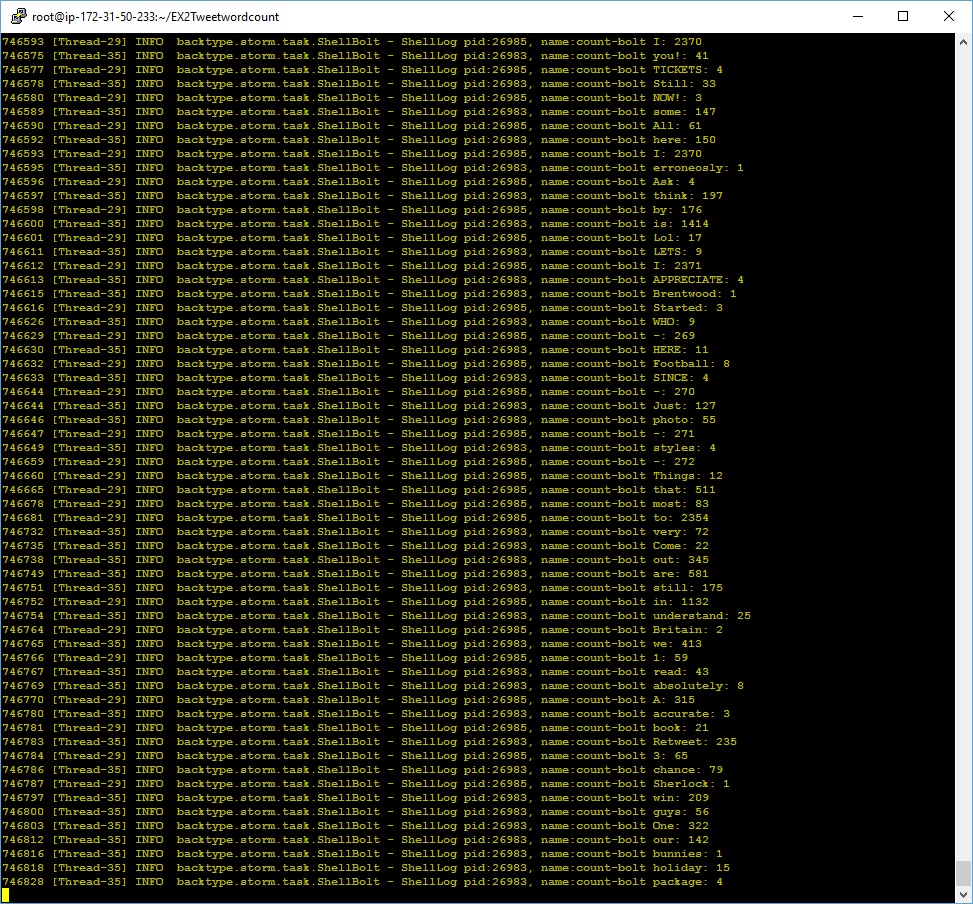 root@ip-172-31-50-233:~/EX2Tweetwordcount
746593 [Thread-29] INFO  backtype.storm.task.ShellBolt - ShellLog pid:26985, name:count-bolt I: 2370
746575 [Thread-35] INFO  backtype.storm.task.ShellBolt - ShellLog pid:26983, name:count-bolt you!: 41
746577 [Thread-29] INFO  backtype.storm.task.ShellBolt - ShellLog pid:26985, name:count-bolt TICKETS: 4
746578 [Thread-35] INFO  backtype.storm.task.ShellBolt - ShellLog pid:26983, name:count-bolt Still: 33
746580 [Thread-29] INFO  backtype.storm.task.ShellBolt - ShellLog pid:26985, name:count-bolt NOW!: 3
746589 [Thread-35] INFO  backtype.storm.task.ShellBolt - ShellLog pid:26983, name:count-bolt some: 147
746590 [Thread-29] INFO  backtype.storm.task.ShellBolt - ShellLog pid:26985, name:count-bolt All: 61
746592 [Thread-35] INFO  backtype.storm.task.ShellBolt - ShellLog pid:26983, name:count-bolt here: 150
746593 [Thread-29] INFO  backtype.storm.task.ShellBolt - ShellLog pid:26985, name:count-bolt I: 2370
746595 [Thread-35] INFO  backtype.storm.task.ShellBolt - ShellLog pid:26983, name:count-bolt erroneosly: 1
746596 [Thread-29] INFO  backtype.storm.task.ShellBolt - ShellLog pid:26985, name:count-bolt Ask: 4
746597 [Thread-35] INFO  backtype.storm.task.ShellBolt - ShellLog pid:26983, name:count-bolt think: 197
746598 [Thread-29] INFO  backtype.storm.task.ShellBolt - ShellLog pid:26985, name:count-bolt by: 176
746600 [Thread-35] INFO  backtype.storm.task.ShellBolt - ShellLog pid:26983, name:count-bolt is: 1414
746601 [Thread-29] INFO  backtype.storm.task.ShellBolt - ShellLog pid:26985, name:count-bolt Lol: 17
746611 [Thread-35] INFO  backtype.storm.task.ShellBolt - ShellLog pid:26983, name:count-bolt LETS: 9
746612 [Thread-29] INFO  backtype.storm.task.ShellBolt - ShellLog pid:26985, name:count-bolt I: 2371
746613 [Thread-35] INFO  backtype.storm.task.ShellBolt - ShellLog pid:26983, name:count-bolt APPRECIATE: 4
746615 [Thread-35] INFO  backtype.storm.task.ShellBolt - ShellLog pid:26983, name:count-bolt Brentwood: 1
746616 [Thread-29] INFO  backtype.storm.task.ShellBolt - ShellLog pid:26985, name:count-bolt Started: 3
746626 [Thread-35] INFO  backtype.storm.task.ShellBolt - ShellLog pid:26983, name:count-bolt WHO: 9
746629 [Thread-29] INFO  backtype.storm.task.ShellBolt - ShellLog pid:26985, name:count-bolt -: 269
746630 [Thread-35] INFO  backtype.storm.task.ShellBolt - ShellLog pid:26983, name:count-bolt HERE: 11
746632 [Thread-29] INFO  backtype.storm.task.ShellBolt - ShellLog pid:26985, name:count-bolt Football: 8
746633 [Thread-35] INFO  backtype.storm.task.ShellBolt - ShellLog pid:26983, name:count-bolt SINCE: 4
746644 [Thread-29] INFO  backtype.storm.task.ShellBolt - ShellLog pid:26985, name:count-bolt -: 270
746644 [Thread-35] INFO  backtype.storm.task.ShellBolt - ShellLog pid:26983, name:count-bolt Just: 127
746646 [Thread-35] INFO  backtype.storm.task.ShellBolt - ShellLog pid:26983, name:count-bolt photo: 55
746647 [Thread-29] INFO  backtype.storm.task.ShellBolt - ShellLog pid:26985, name:count-bolt -: 271
746649 [Thread-35] INFO  backtype.storm.task.ShellBolt - ShellLog pid:26983, name:count-bolt styles: 4
746659 [Thread-29] INFO  backtype.storm.task.ShellBolt - ShellLog pid:26985, name:count-bolt -: 272
746660 [Thread-29] INFO  backtype.storm.task.ShellBolt - ShellLog pid:26985, name:count-bolt Things: 12
746665 [Thread-29] INFO  backtype.storm.task.ShellBolt - ShellLog pid:26985, name:count-bolt that: 511
746678 [Thread-29] INFO  backtype.storm.task.ShellBolt - ShellLog pid:26985, name:count-bolt most: 83
746681 [Thread-29] INFO  backtype.storm.task.ShellBolt - ShellLog pid:26985, name:count-bolt to: 2354
746732 [Thread-35] INFO  backtype.storm.task.ShellBolt - ShellLog pid:26983, name:count-bolt very: 72
746735 [Thread-35] INFO  backtype.storm.task.ShellBolt - ShellLog pid:26983, name:count-bolt Come: 22
746738 [Thread-35] INFO  backtype.storm.task.ShellBolt - ShellLog pid:26983, name:count-bolt out: 345
746749 [Thread-35] INFO  backtype.storm.task.ShellBolt - ShellLog pid:26983, name:count-bolt are: 581
746751 [Thread-35] INFO  backtype.storm.task.ShellBolt - ShellLog pid:26983, name:count-bolt still: 175
746752 [Thread-29] INFO  backtype.storm.task.ShellBolt - ShellLog pid:26985, name:count-bolt in: 1132
746754 [Thread-35] INFO  backtype.storm.task.ShellBolt - ShellLog pid:26983, name:count-bolt understand: 25
746764 [Thread-29] INFO  backtype.storm.task.ShellBolt - ShellLog pid:26985, name:count-bolt Britain: 2
746765 [Thread-35] INFO  backtype.storm.task.ShellBolt - ShellLog pid:26983, name:count-bolt we: 413
746766 [Thread-29] INFO  backtype.storm.task.ShellBolt - ShellLog pid:26985, name:count-bolt 1: 59
746767 [Thread-35] INFO  backtype.storm.task.ShellBolt - ShellLog pid:26983, name:count-bolt read: 43
746769 [Thread-35] INFO  backtype.storm.task.ShellBolt - ShellLog pid:26983, name:count-bolt absolutely: 8
746770 [Thread-29] INFO  backtype.storm.task.ShellBolt - ShellLog pid:26985, name:count-bolt A: 315
746780 [Thread-35] INFO  backtype.storm.task.ShellBolt - ShellLog pid:26983, name:count-bolt accurate: 3
746781 [Thread-29] INFO  backtype.storm.task.ShellBolt - ShellLog pid:26985, name:count-bolt book: 21
746783 [Thread-35] INFO  backtype.storm.task.ShellBolt - ShellLog pid:26983, name:count-bolt Retweet: 235
746784 [Thread-29] INFO  backtype.storm.task.ShellBolt - ShellLog pid:26985, name:count-bolt 3: 65
746786 [Thread-35] INFO  backtype.storm.task.ShellBolt - ShellLog pid:26983, name:count-bolt chance: 79
746787 [Thread-29] INFO  backtype.storm.task.ShellBolt - ShellLog pid:26985, name:count-bolt Sherlock: 1
746797 [Thread-35] INFO  backtype.storm.task.ShellBolt - ShellLog pid:26983, name:count-bolt win: 209
746800 [Thread-35] INFO  backtype.storm.task.ShellBolt - ShellLog pid:26983, name:count-bolt guys: 56
746803 [Thread-35] INFO  backtype.storm.task.ShellBolt - ShellLog pid:26983, name:count-bolt One: 322
746812 [Thread-35] INFO  backtype.storm.task.ShellBolt - ShellLog pid:26983, name:count-bolt our: 142
746816 [Thread-35] INFO  backtype.storm.task.ShellBolt - ShellLog pid:26983, name:count-bolt bunnies: 1
746818 [Thread-35] INFO  backtype.storm.task.ShellBolt - ShellLog pid:26983, name:count-bolt holiday: 15
746828 [Thread-35] INFO  backtype.storm.task.ShellBolt - ShellLog pid:26983, name:count-bolt package: 4